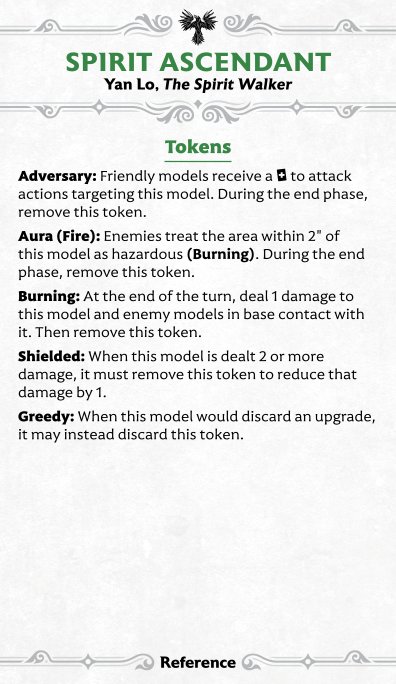 SPIRIT ASCENDANT
Yan Lo, The Spirit Walker
Tokens
Adversary: Friendly models receive a to attack
actions targeting this model. During the end phase,
remove this token.
Aura (Fire): Enemies treat the area within 2" of
this model as hazardous (Burning). During the end
phase, remove this token.
Burning: At the end of the turn, deal 1 damage to
this model and enemy models in base contact with
it. Then remove this token.
Shielded: When this model is dealt 2 or more
damage, it must remove this token to reduce that
damage by 1.
Greedy: When this model would discard an upgrade,
it may instead discard this token.
Reference